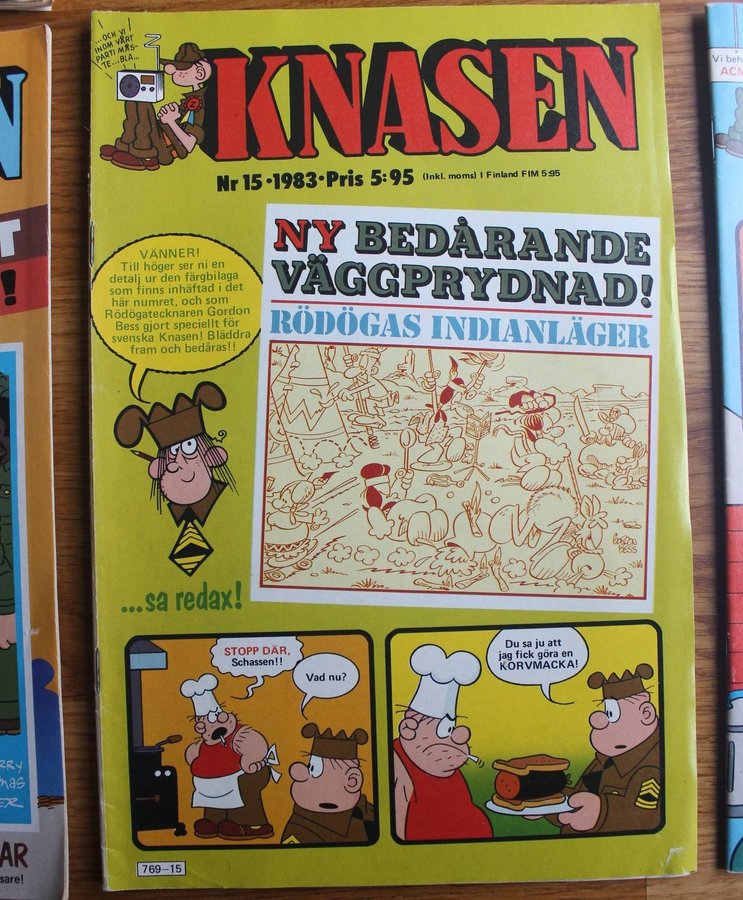 ...OCH VI
INOM VÅRT
PARTI MÅS-
TE...BLA...
KNASEN
Nr 15 · 1983 · Pris 5:95 (Inkl. moms) I Finland FIM 5:95
NY BEDÅRANDE
VÄGGPRYDNAD!
RÖDÖGAS INDIANLÄGER
VÄNNER!
Till höger ser ni en
detalj ur den färgbilaga
som finns inhäftad i det
här numret, och som
Rödögatecknaren Gordon
Bess gjort speciellt för
svenska Knasen! Bläddra
fram och bedåras!!
GORDON
BESS
...sa redax!
STOPP DÄR,
Schassen!!
Vad nu?
Du sa ju att
jag fick göra en
KORVMACKA!
769–15
N
T
!
AR
sare!
Vi beh
ACM